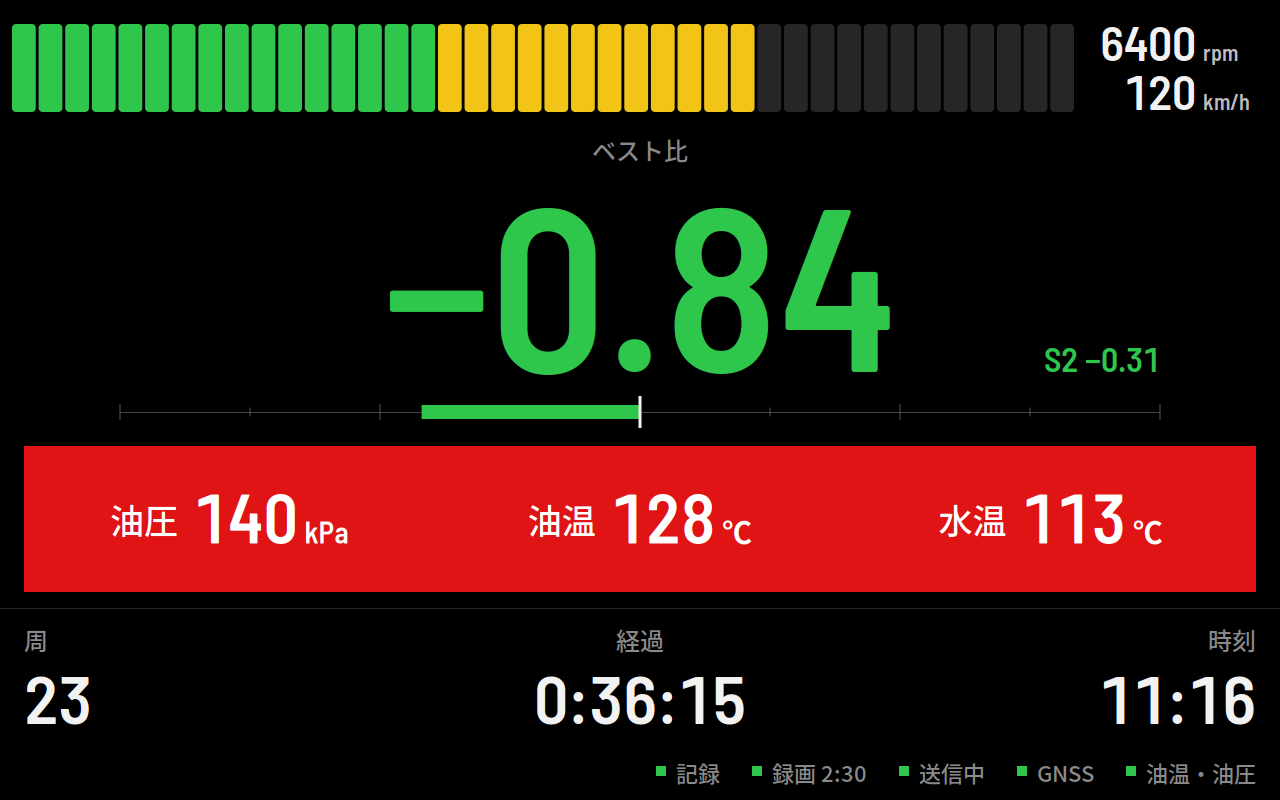 6400 rpm
120 km/h
ベスト比
−0.84
S2 −0.31
油圧 140 kPa 油温 128 ℃ 水温 113 ℃
周 経過 時刻
23 0:36:15 11:16
記録 録画 2:30 送信中 GNSS 油温・油圧